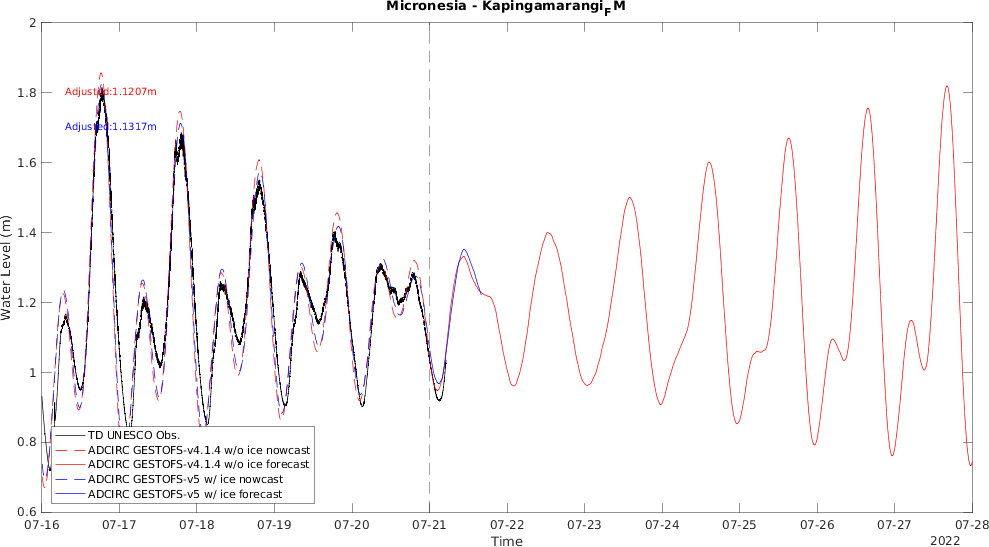 Micronesia - Kapingamarangi_FM
2
1.8
1.6
1.4
1.2
1
0.8
0.6
Water Level (m)
Adjusted:1.1207m
Adjusted:1.1317m
TD UNESCO Obs.
ADCIRC GESTOFS-v4.1.4 w/o ice nowcast
ADCIRC GESTOFS-v4.1.4 w/o ice forecast
ADCIRC GESTOFS-v5 w/ ice nowcast
ADCIRC GESTOFS-v5 w/ ice forecast
07-16 07-17 07-18 07-19 07-20 07-21 07-22 07-23 07-24 07-25 07-26 07-27 07-28
Time
2022